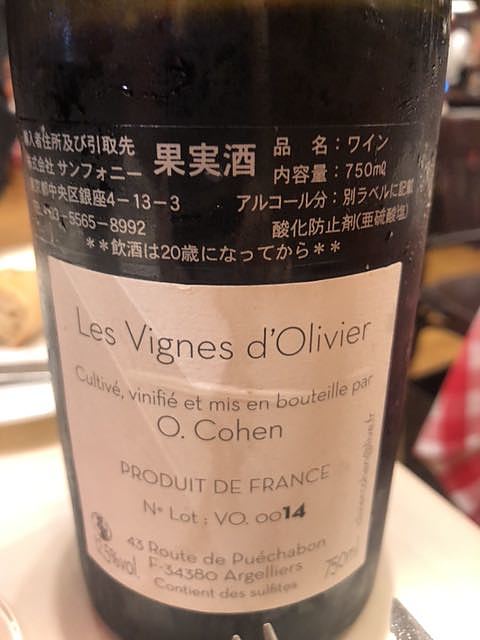 輸入者住所及び引取先
株式会社 サンフォニー
東京都中央区銀座4-13-3
TEL 03-5565-8992
果実酒
品 名:ワイン
内容量:750mℓ
アルコール分:別ラベルに記載
酸化防止剤(亜硫酸塩)
**飲酒は20歳になってから**
Les Vignes d'Olivier
Cultivé, vinifié et mis en bouteille par
O. Cohen
PRODUIT DE FRANCE
N° Lot : VO. 0014
43 Route de Puéchabon
F-34380 Argelliers
Contient des sulfites
750ml